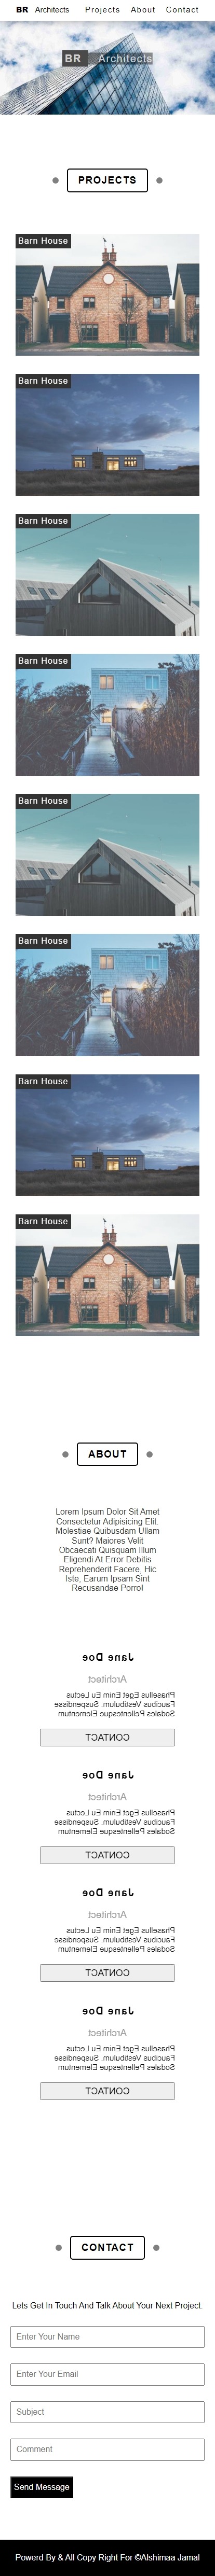 BR Architects Projects About Contact
BR Architects
PROJECTS
Barn House
Barn House
Barn House
Barn House
Barn House
Barn House
Barn House
Barn House
ABOUT
Lorem Ipsum Dolor Sit Amet
Consectetur Adipisicing Elit.
Molestiae Quibusdam Ullam
Sunt? Maiores Velit
Obcaecati Quisquam Illum
Eligendi At Error Debitis
Reprehenderit Facere, Hic
Iste, Earum Ipsam Sint
Recusandae Porro!
Jane Doe
Architect
Phasellus Eget Enim Eu Lectus
Faucibus Vestibulum. Suspendisse
Sodales Pellentesque Elementum
CONTACT
Jane Doe
Architect
Phasellus Eget Enim Eu Lectus
Faucibus Vestibulum. Suspendisse
Sodales Pellentesque Elementum
CONTACT
Jane Doe
Architect
Phasellus Eget Enim Eu Lectus
Faucibus Vestibulum. Suspendisse
Sodales Pellentesque Elementum
CONTACT
Jane Doe
Architect
Phasellus Eget Enim Eu Lectus
Faucibus Vestibulum. Suspendisse
Sodales Pellentesque Elementum
CONTACT
CONTACT
Lets Get In Touch And Talk About Your Next Project.
Enter Your Name
Enter Your Email
Subject
Comment
Send Message
Powerd By & All Copy Right For ©Alshimaa Jamal